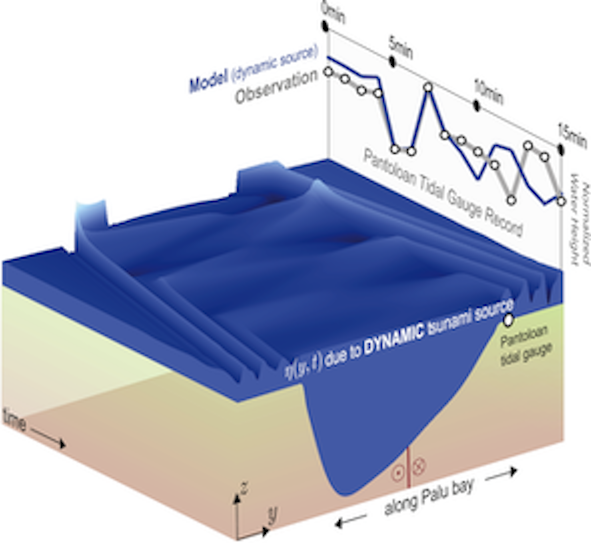 0min
5min
10min
15min
Model (dynamic source)
Observation
Pantoloan Tidal Gauge Record
Normalized
Water Height
η(y, t) due to DYNAMIC tsunami source
Pantoloan
tidal gauge
time
z
y
along Palu bay